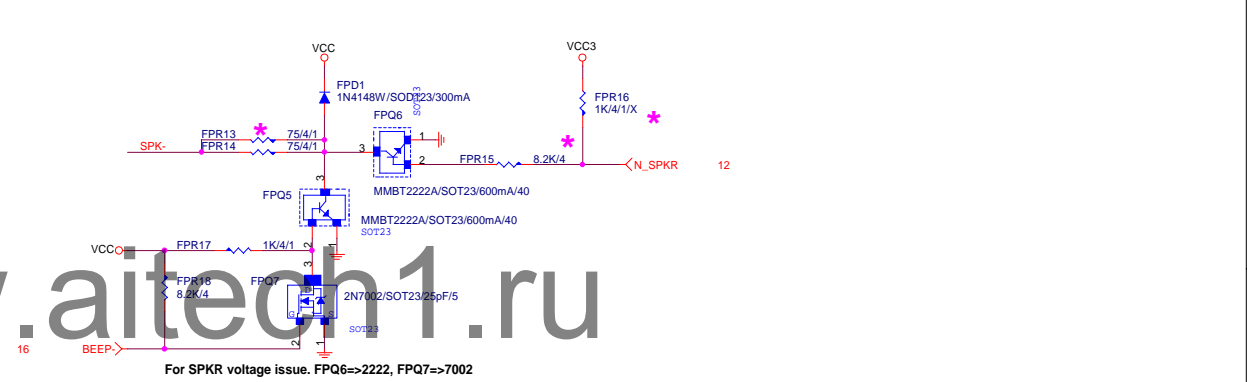 VCC
VCC3
FPD1
1N4148W/SOD123/300mA
SOT23
FPQ6
FPR16
1K/4/1/X
*
*
*
FPR13 75/4/1
SPK- FPR14 75/4/1
3
1
2
FPR15 8.2K/4
N_SPKR 12
MMBT2222A/SOT23/600mA/40
3
FPQ5
MMBT2222A/SOT23/600mA/40
SOT23
2
1
VCC FPR17 1K/4/1
3
FPR18
8.2K/4
FPQ7
D
2N7002/SOT23/25pF/5
G S
SOT23
2
1
16 BEEP-
.aitech1.ru
For SPKR voltage issue. FPQ6=>2222, FPQ7=>7002